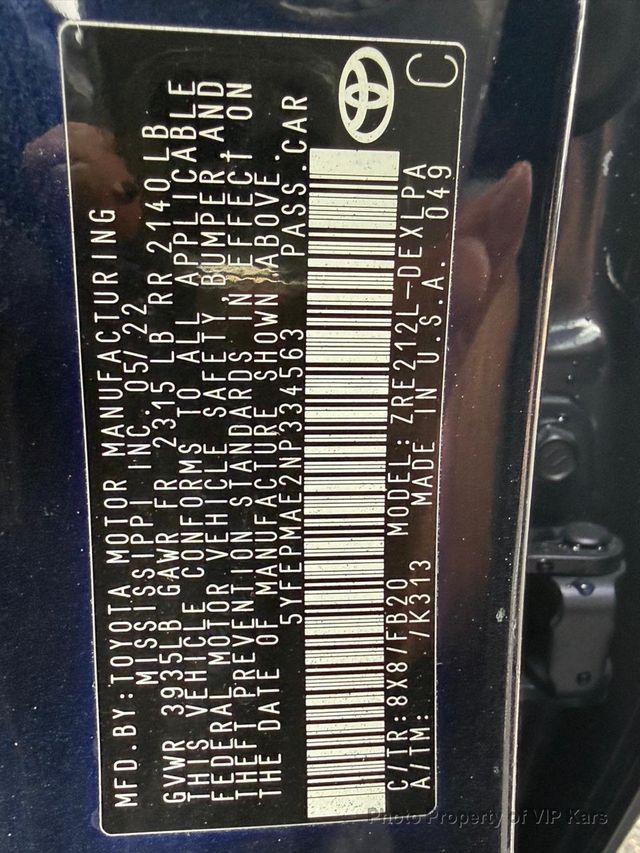 MFD.BY:TOYOTA MOTOR MANUFACTURING
MISSISSIPPI INC. 05/22
GVWR 3935LB GAWR FR 2315 LB RR 2140LB
THIS VEHICLE CONFORMS TO ALL APPLICABLE
FEDERAL MOTOR VEHICLE SAFETY, BUMPER AND
THEFT PREVENTION STANDARDS IN EFFECT ON
THE DATE OF MANUFACTURE SHOWN ABOVE.
5YFEPMAE2NP334563 PASS.CAR
C/TR:8X8/FB20 MODEL:ZRE212L-DEXLPA
A/TM: /K313 MADE IN U.S.A. 049
C
Photo Property of VIP Kars